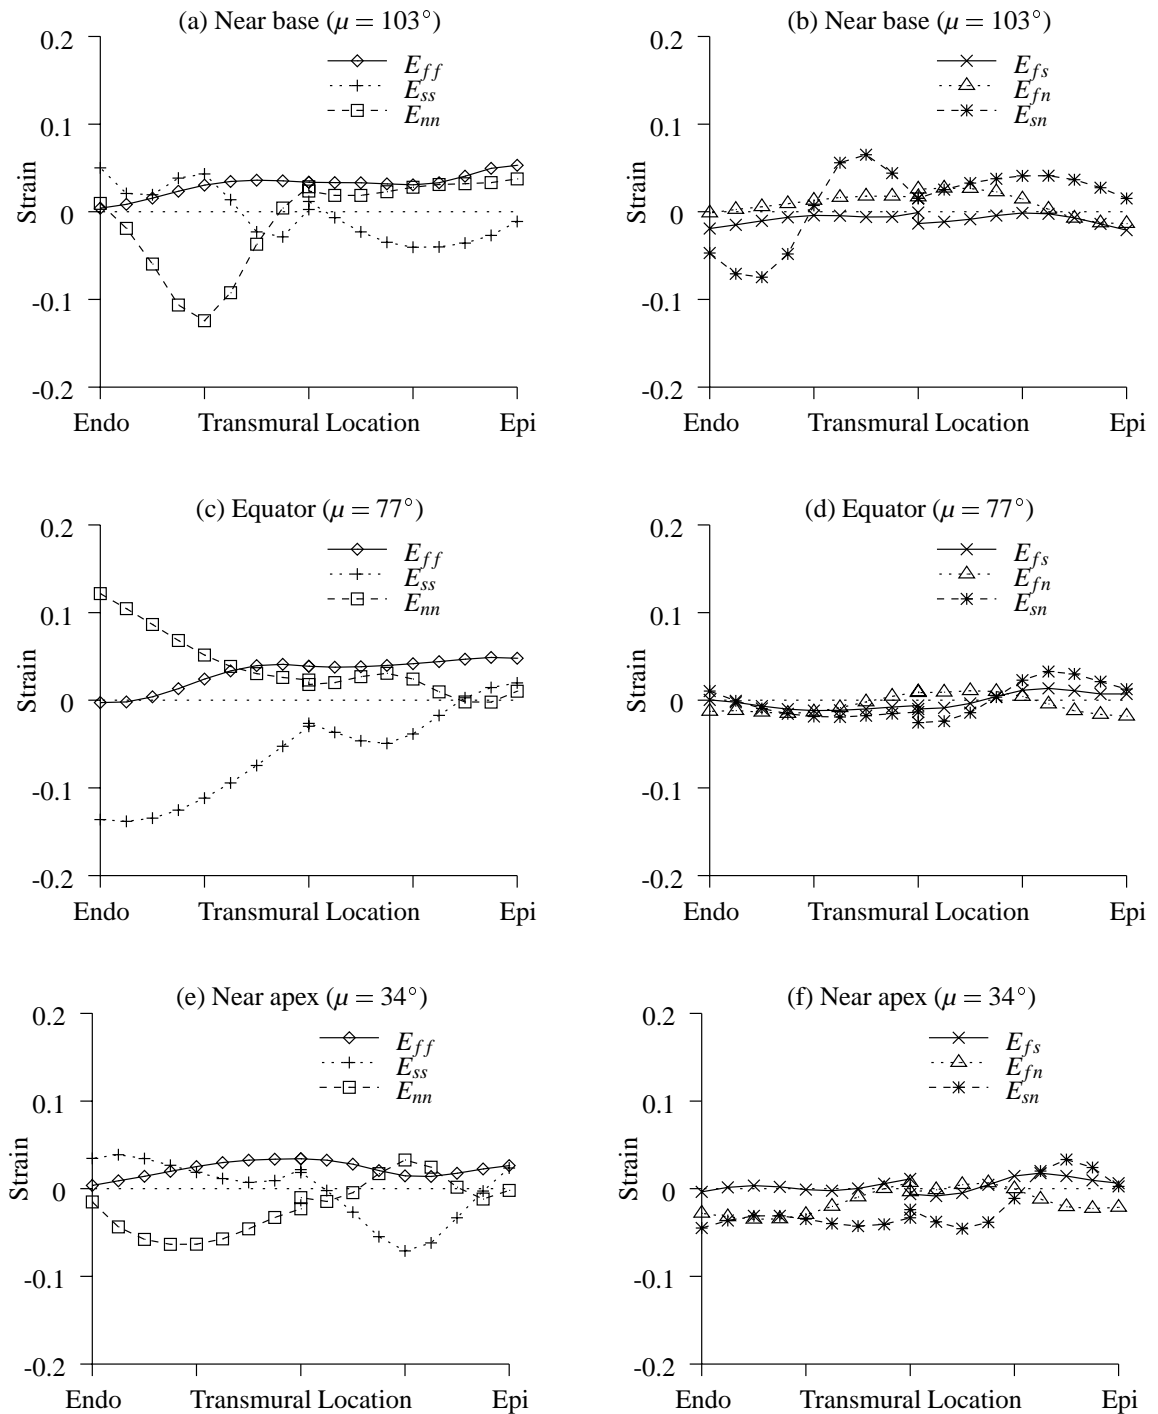 (a) Near base (μ = 103°)
0.2
0.1
0
-0.1
-0.2
Strain
E_ff
E_ss
E_nn
Endo Transmural Location Epi
(b) Near base (μ = 103°)
0.2
0.1
0
-0.1
-0.2
Strain
E_fs
E_fn
E_sn
Endo Transmural Location Epi
(c) Equator (μ = 77°)
0.2
0.1
0
-0.1
-0.2
Strain
E_ff
E_ss
E_nn
Endo Transmural Location Epi
(d) Equator (μ = 77°)
0.2
0.1
0
-0.1
-0.2
Strain
E_fs
E_fn
E_sn
Endo Transmural Location Epi
(e) Near apex (μ = 34°)
0.2
0.1
0
-0.1
-0.2
Strain
E_ff
E_ss
E_nn
Endo Transmural Location Epi
(f) Near apex (μ = 34°)
0.2
0.1
0
-0.1
-0.2
Strain
E_fs
E_fn
E_sn
Endo Transmural Location Epi